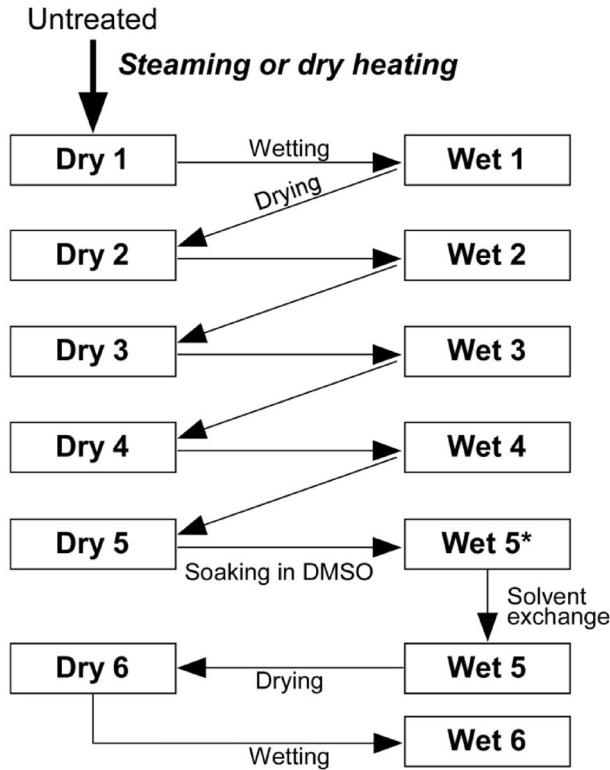 Untreated
Steaming or dry heating
Dry 1
Wetting
Wet 1
Drying
Dry 2
Wet 2
Dry 3
Wet 3
Dry 4
Wet 4
Dry 5
Soaking in DMSO
Wet 5*
Solvent
exchange
Dry 6
Drying
Wet 5
Wetting
Wet 6